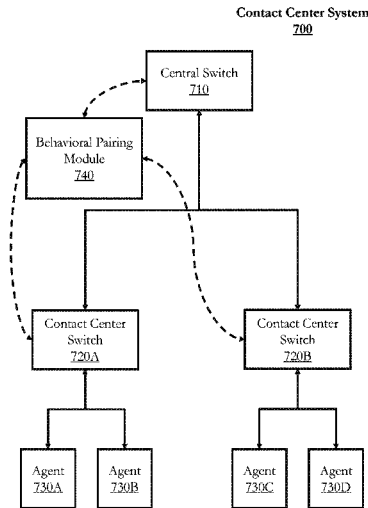 Contact Center System
700
Central Switch
710
Behavioral Pairing
Module
740
Contact Center
Switch
720A
Contact Center
Switch
720B
Agent
730A
Agent
730B
Agent
730C
Agent
730D